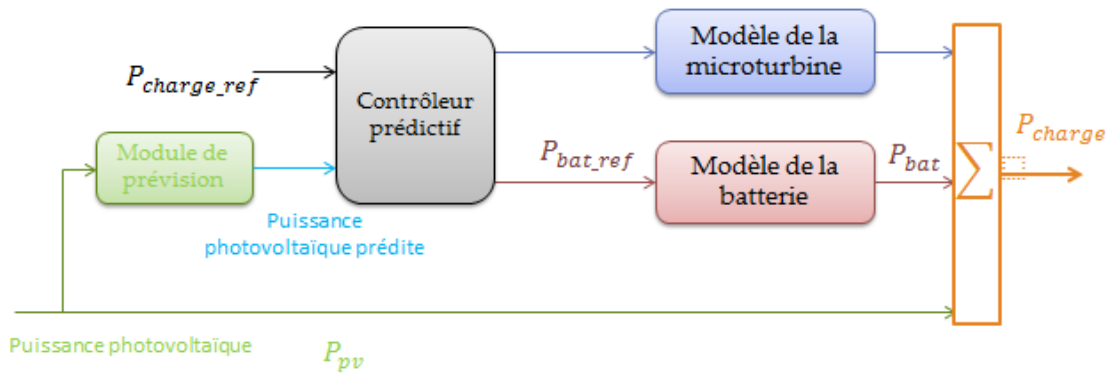 Modèle de la
microturbine
P_charge_ref
Contrôleur
prédictif
P_charge
Module de
prévision
P_bat_ref
Modèle de la
batterie
P_bat
∑
Puissance
photovoltaïque prédite
Puissance photovoltaïque
P_pv